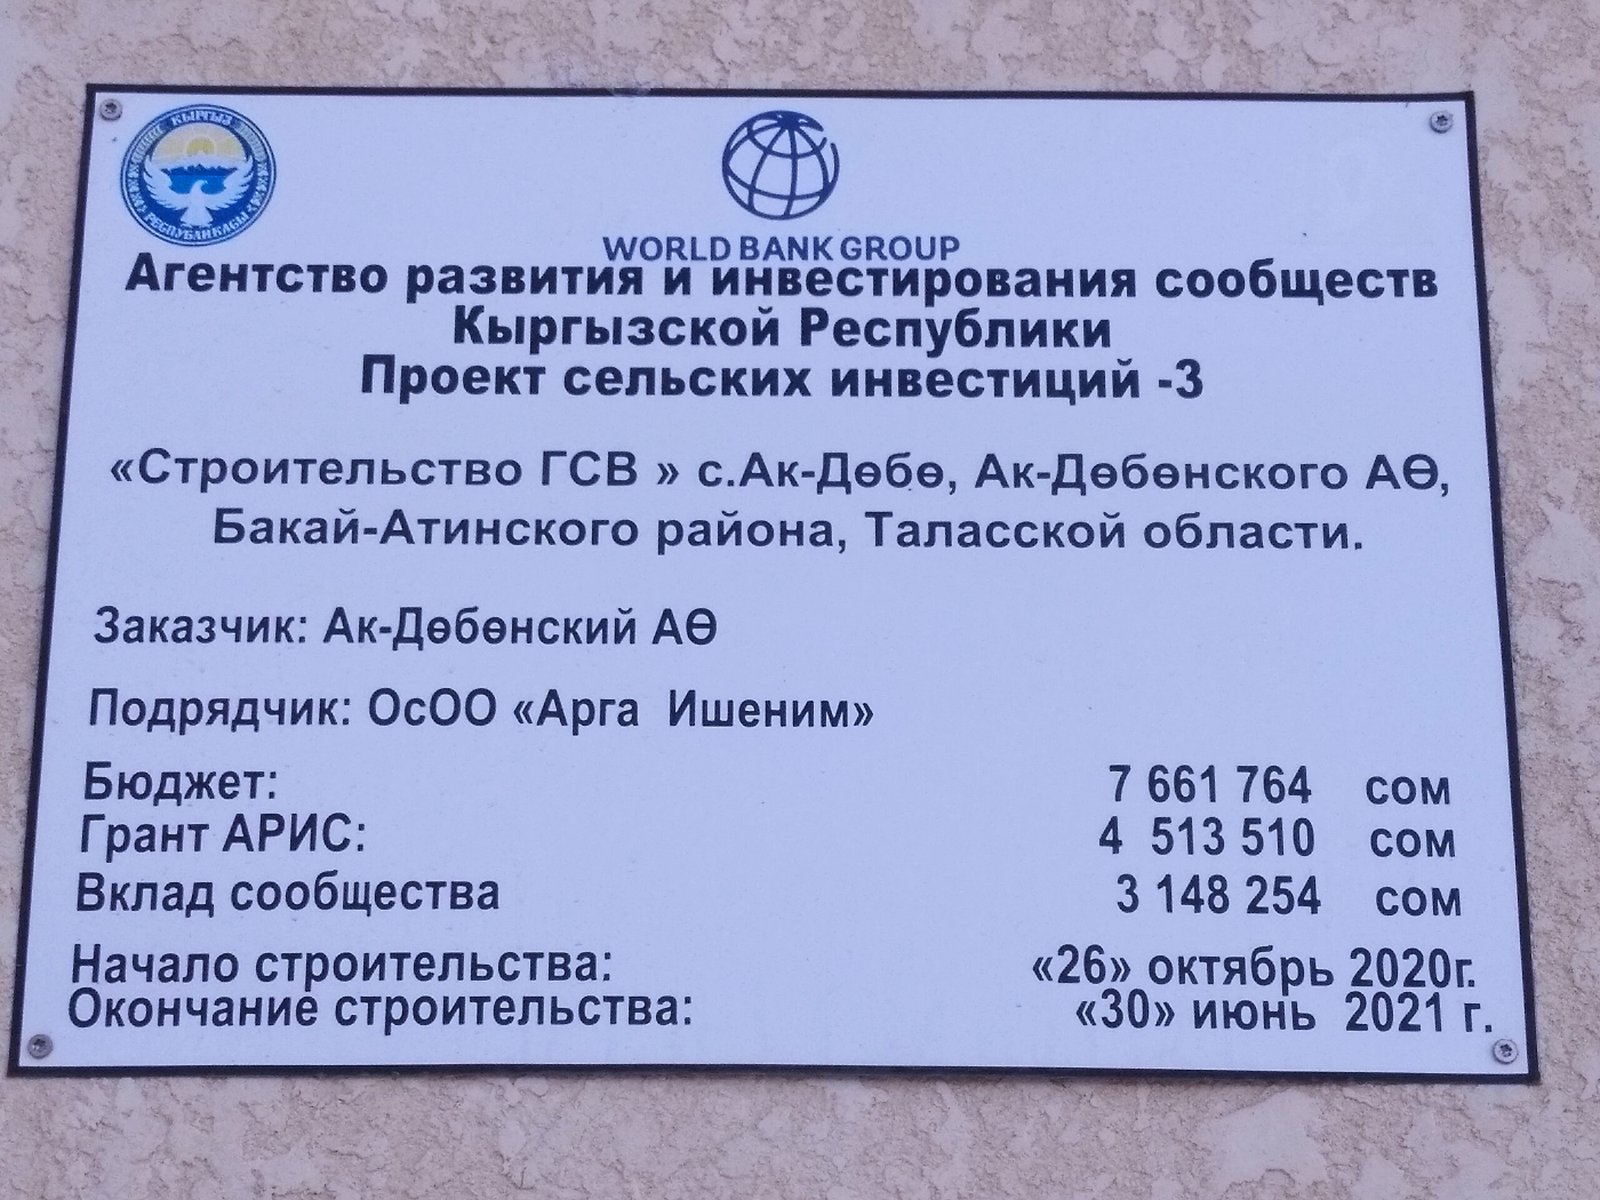 КЫРГЫЗ
РЕСПУБЛИКАСЫ
WORLD BANK GROUP
Агентство развития и инвестирования сообществ
Кыргызской Республики
Проект сельских инвестиций -3
«Строительство ГСВ » с.Ак-Дөбө, Ак-Дөбөнского АӨ,
Бакай-Атинского района, Таласской области.
Заказчик: Ак-Дөбөнский АӨ
Подрядчик: ОсОО «Арга Ишеним»
Бюджет: 7 661 764 сом
Грант АРИС: 4 513 510 сом
Вклад сообщества 3 148 254 сом
Начало строительства: «26» октябрь 2020г.
Окончание строительства: «30» июнь 2021 г.